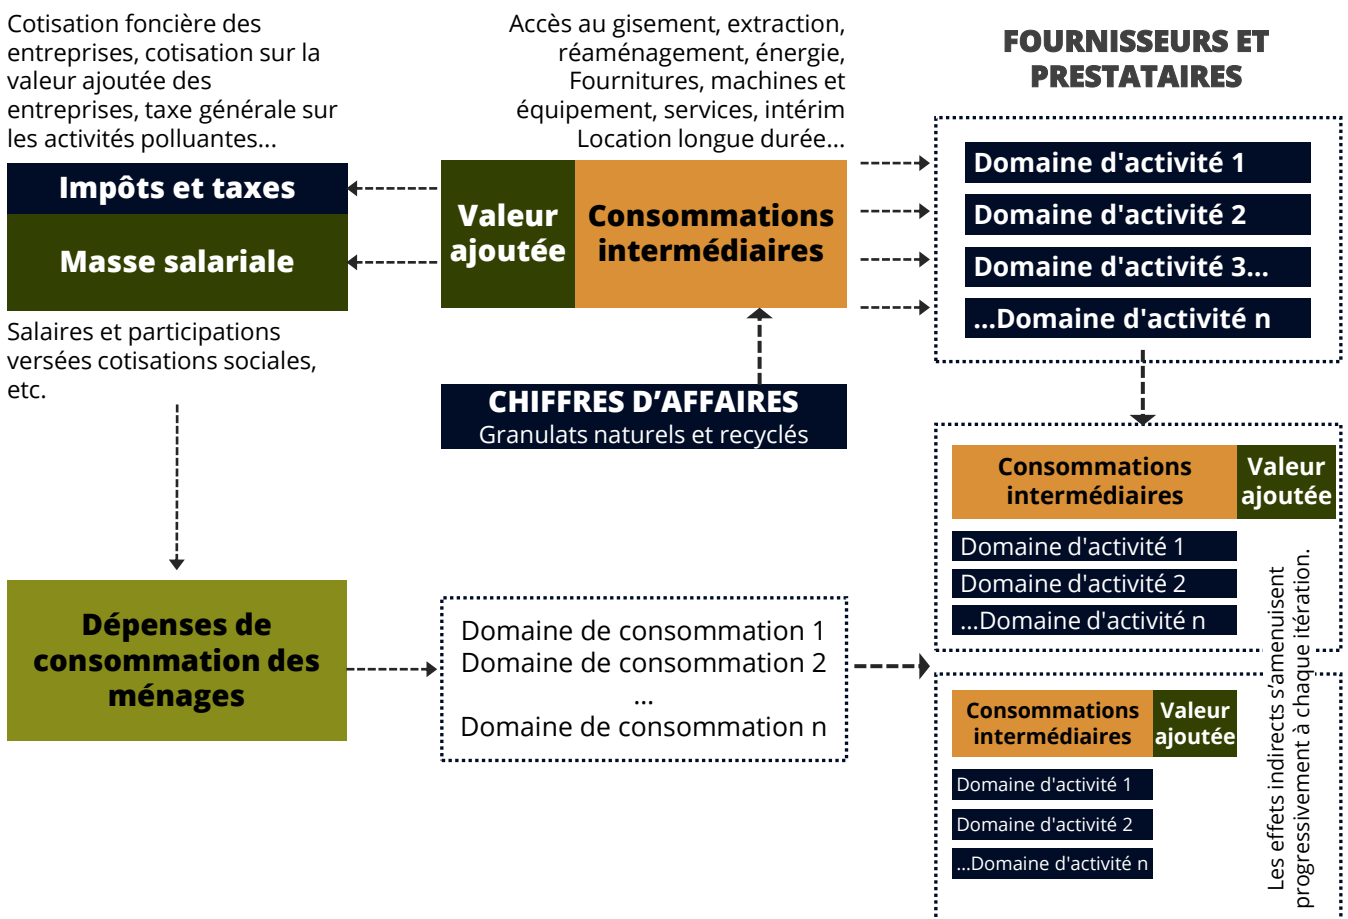 Cotisation foncière des
entreprises, cotisation sur la
valeur ajoutée des
entreprises, taxe générale sur
les activités polluantes...
Impôts et taxes
Masse salariale
Salaires et participations
versées cotisations sociales,
etc.
Accès au gisement, extraction,
réaménagement, énergie,
Fournitures, machines et
équipement, services, intérim
Location longue durée...
Valeur
ajoutée
Consommations
intermédiaires
CHIFFRES D’AFFAIRES
Granulats naturels et recyclés
FOURNISSEURS ET
PRESTATAIRES
Domaine d'activité 1
Domaine d'activité 2
Domaine d'activité 3...
...Domaine d'activité n
Consommations
intermédiaires
Valeur
ajoutée
Domaine d'activité 1
Domaine d'activité 2
...Domaine d'activité n
Dépenses de
consommation des
ménages
Domaine de consommation 1
Domaine de consommation 2
...
Domaine de consommation n
Consommations
intermédiaires
Valeur
ajoutée
Domaine d'activité 1
Domaine d'activité 2
...Domaine d'activité n
Les effets indirects s’amenuisent
progressivement à chaque itération.